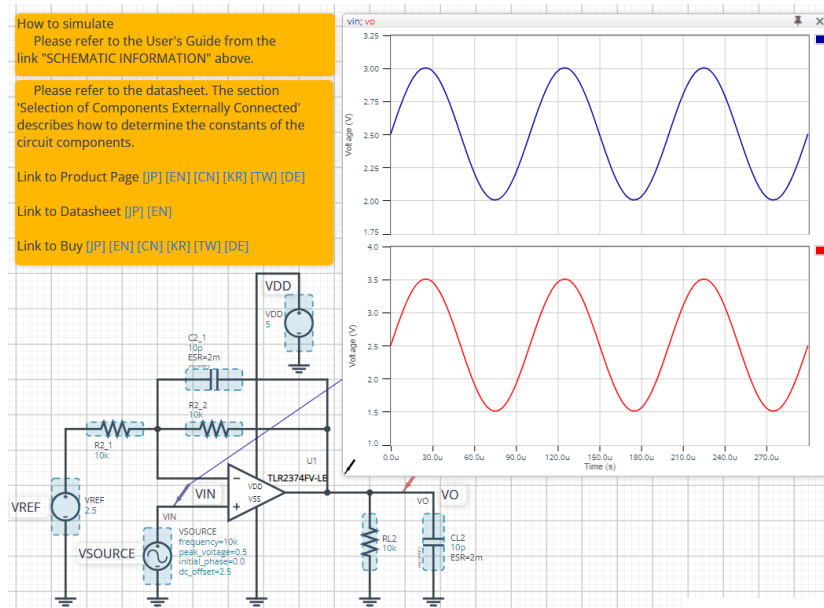 How to simulate
Please refer to the User's Guide from the
link "SCHEMATIC INFORMATION" above.
Please refer to the datasheet. The section
'Selection of Components Externally Connected'
describes how to determine the constants of the
circuit components.
Link to Product Page [JP] [EN] [CN] [KR] [TW] [DE]
Link to Datasheet [JP] [EN]
Link to Buy [JP] [EN] [CN] [KR] [TW] [DE]
vin; vo
3.25
3.00
2.75
2.50
2.25
2.00
1.75
Voltage (V)
4.0
3.5
3.0
2.5
2.0
1.5
1.0
Voltage (V)
0.0u 30.0u 60.0u 90.0u 120.0u 150.0u 180.0u 210.0u 240.0u 270.0u
Time (s)
VDD
VDD
5
C2_1
10p
ESR=2m
R2_2
10k
R2_1
10k
U1
TLR2374FV-LB
VDD
VSS
VREF
VREF
2.5
VIN
VIN
VSOURCE
VSOURCE
frequency=10k
peak_voltage=0.5
initial_phase=0.0
dc_offset=2.5
VO
VO
RL2
10k
CL2
10p
ESR=2m